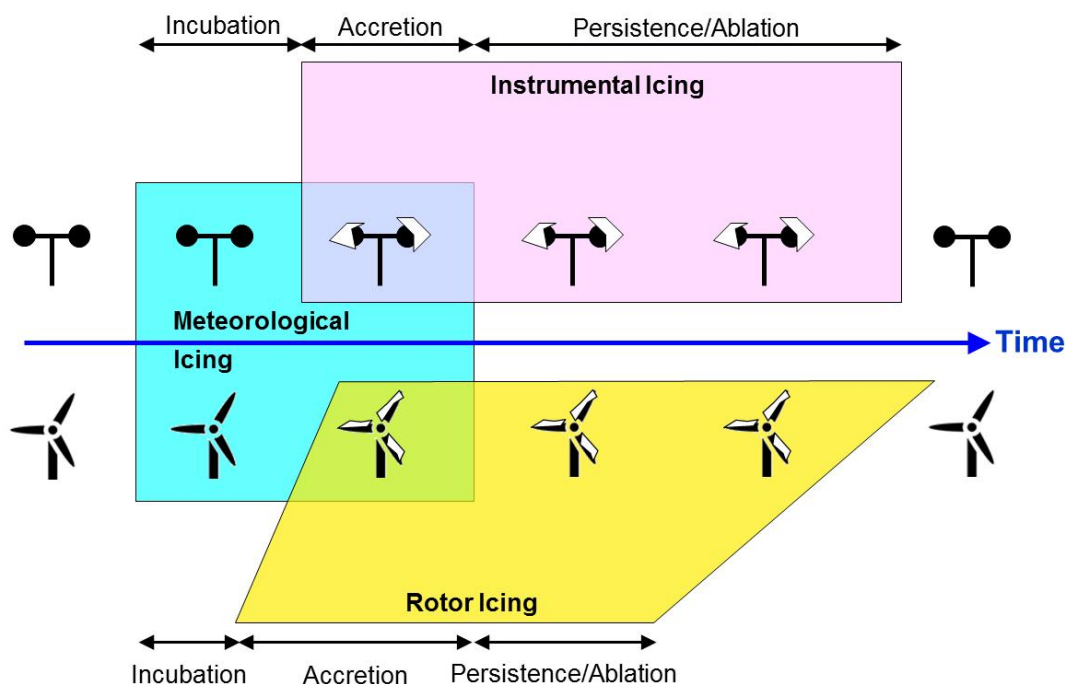 Incubation Accretion Persistence/Ablation
Instrumental Icing
Meteorological
Icing
Time
Rotor Icing
Incubation Accretion Persistence/Ablation